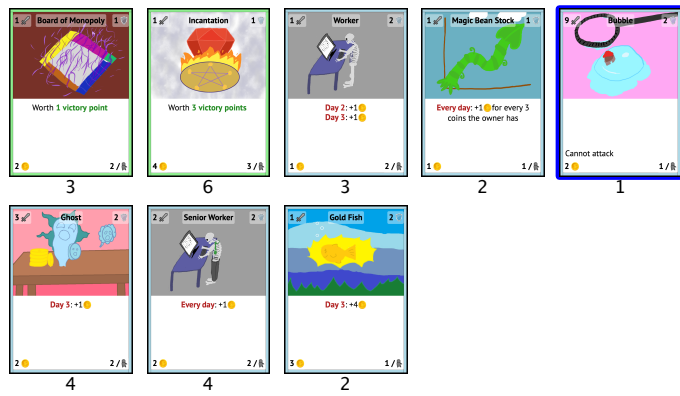 1 Board of Monopoly 1
Worth 1 victory point
2 2/
3
1 Incantation 1
Worth 3 victory points
4 3/
6
1 Worker 2
Day 2: +1
Day 3: +1
1 2/
3
1 Magic Bean Stock 1
Every day: +1 for every 3
coins the owner has
1 1/
2
9 Bubble 2
Cannot attack
2 1/
1
3 Ghost 2
Day 3: +1
2 2/
4
2 Senior Worker 2
Every day: +1
2 2/
4
1 Gold Fish 2
Day 3: +4
3 1/
2